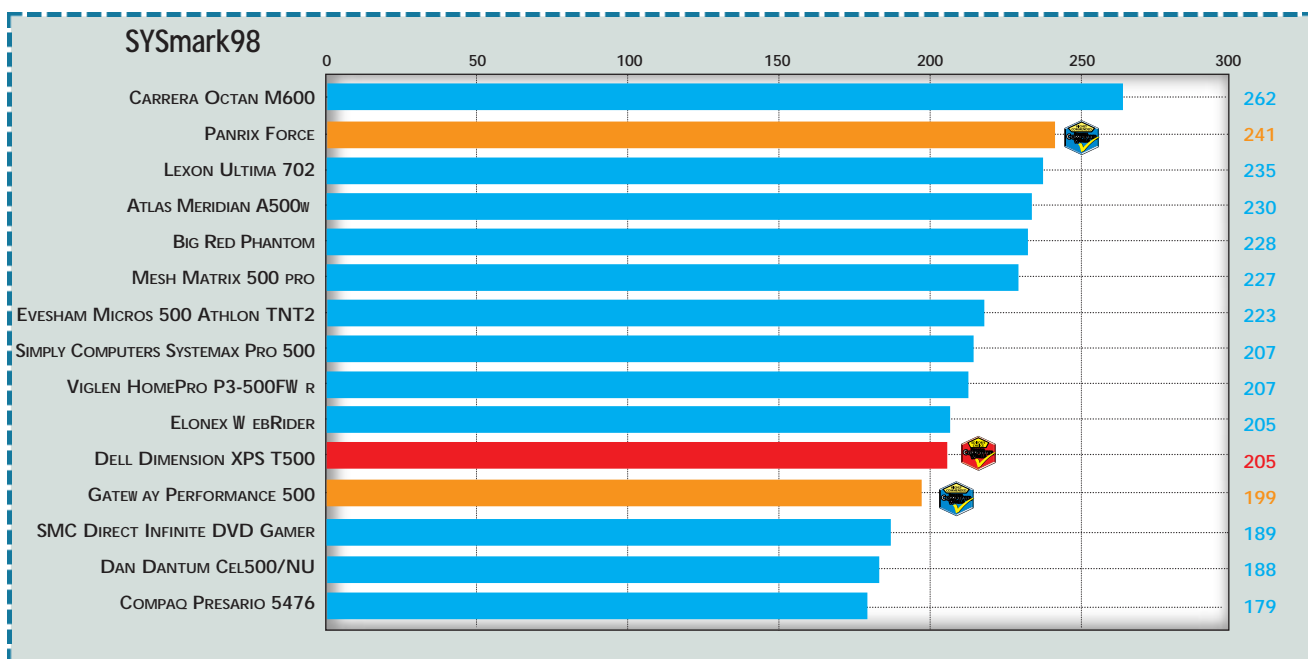 SYSmark98
0 50 100 150 200 250 300
CARRERA OCTAN M600 262
PANRIX FORCE 241
LEXON ULTIMA 702 235
ATLAS MERIDIAN A500W 230
BIG RED PHANTOM 228
MESH MATRIX 500 PRO 227
EVESHAM MICROS 500 ATHLON TNT2 223
SIMPLY COMPUTERS SYSTEMAX PRO 500 207
VIGLEN HOMEPRO P3-500FW R 207
ELONEX W EBRIDER 205
DELL DIMENSION XPS T500 205
GATEW AY PERFORMANCE 500 199
SMC DIRECT INFINITE DVD GAMER 189
DAN DANTUM CEL500/NU 188
COMPAQ PRESARIO 5476 179